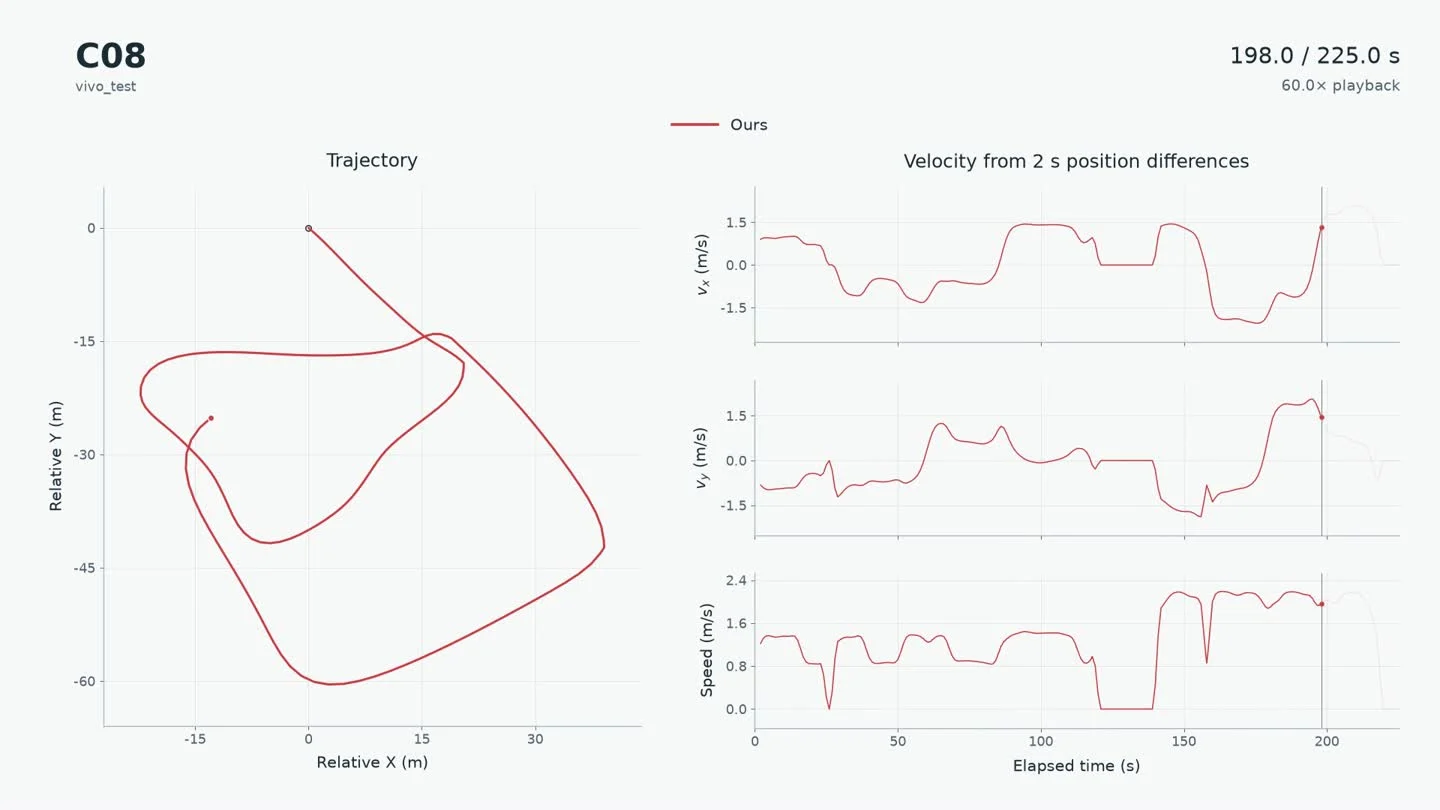 C08
vivo_test
198.0 / 225.0 s
60.0× playback
Ours
Trajectory
0
-15
-30
-45
-60
Relative Y (m)
-15
0
15
30
Relative X (m)
Velocity from 2 s position differences
1.5
0.0
-1.5
vx (m/s)
1.5
0.0
-1.5
vy (m/s)
2.4
1.6
0.8
0.0
Speed (m/s)
0
50
100
150
200
Elapsed time (s)